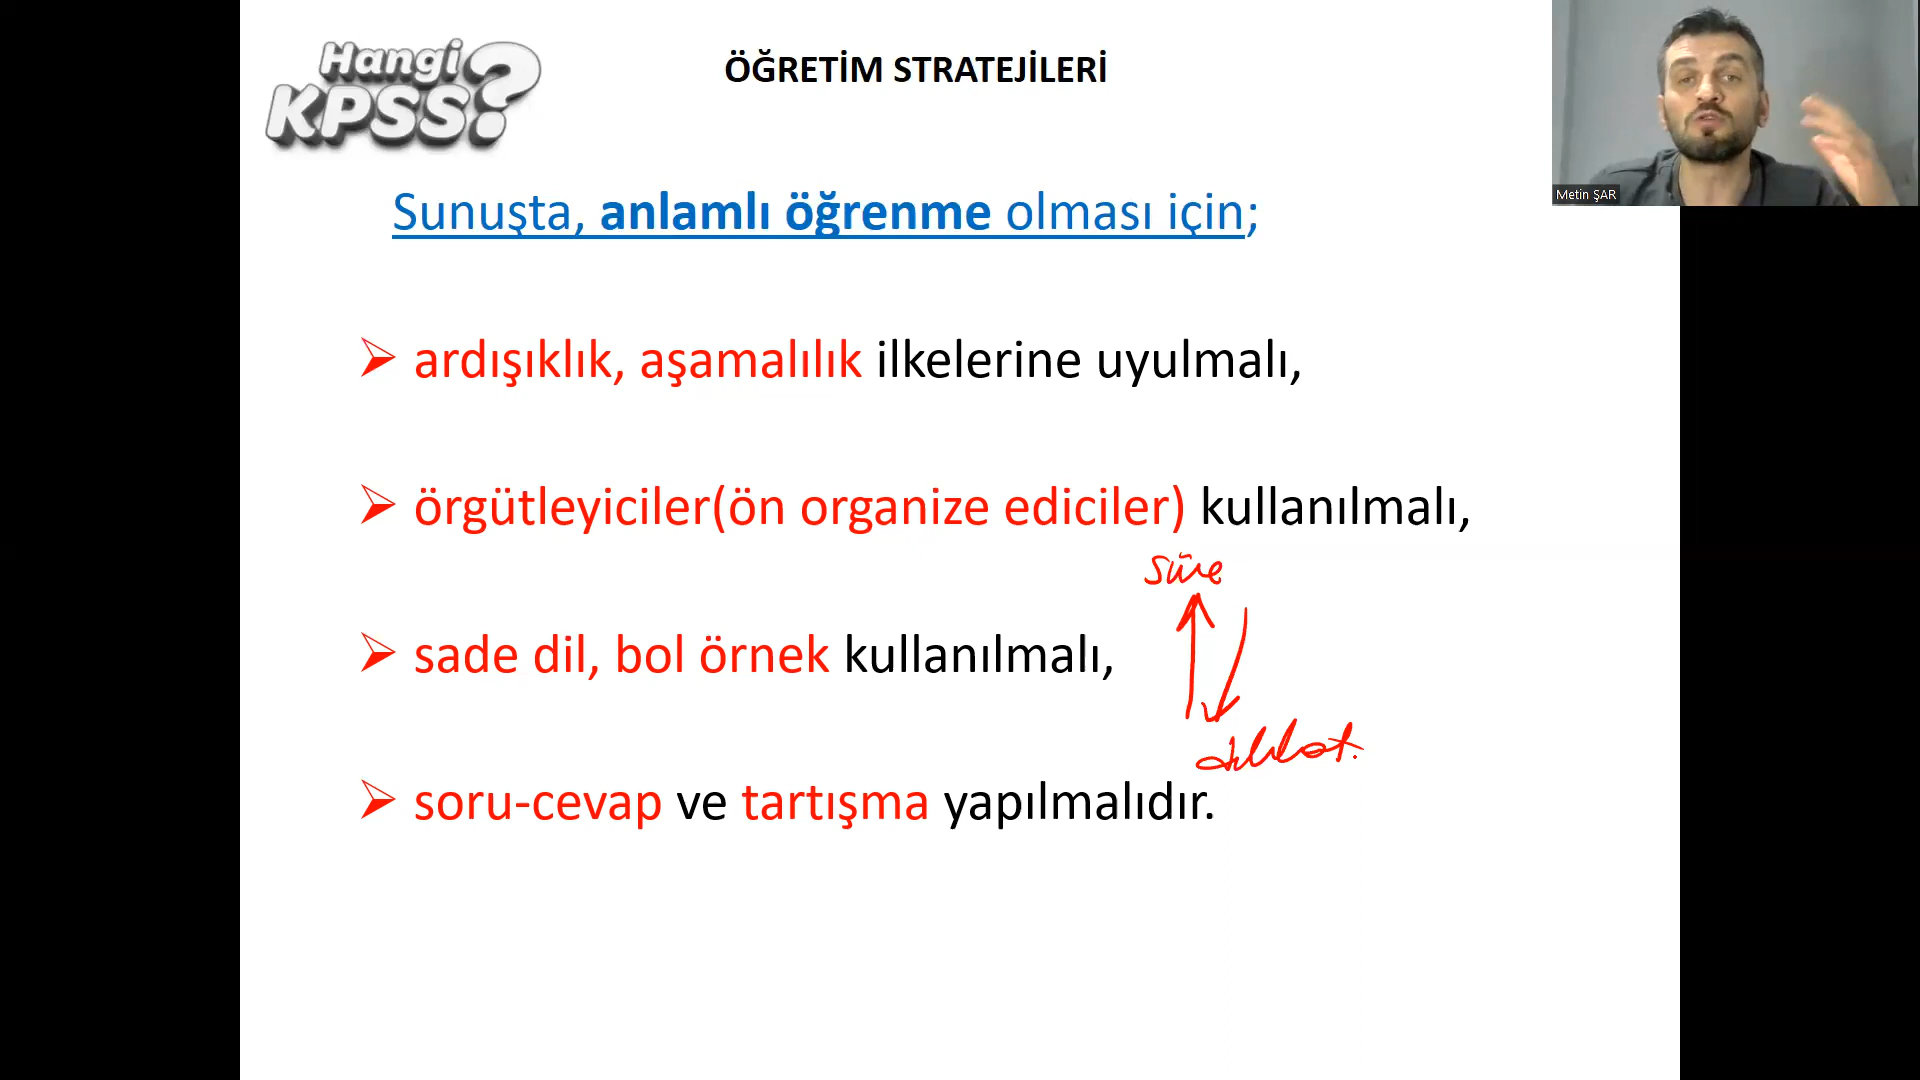 Hangi
KPSS?
ÖĞRETİM STRATEJİLERİ
Metin ŞAR
Sunuşta, anlamlı öğrenme olması için;
➢ ardışıklık, aşamalılık ilkelerine uyulmalı,
➢ örgütleyiciler(ön organize ediciler) kullanılmalı,
süre
➢ sade dil, bol örnek kullanılmalı,
dikkat.
➢ soru-cevap ve tartışma yapılmalıdır.